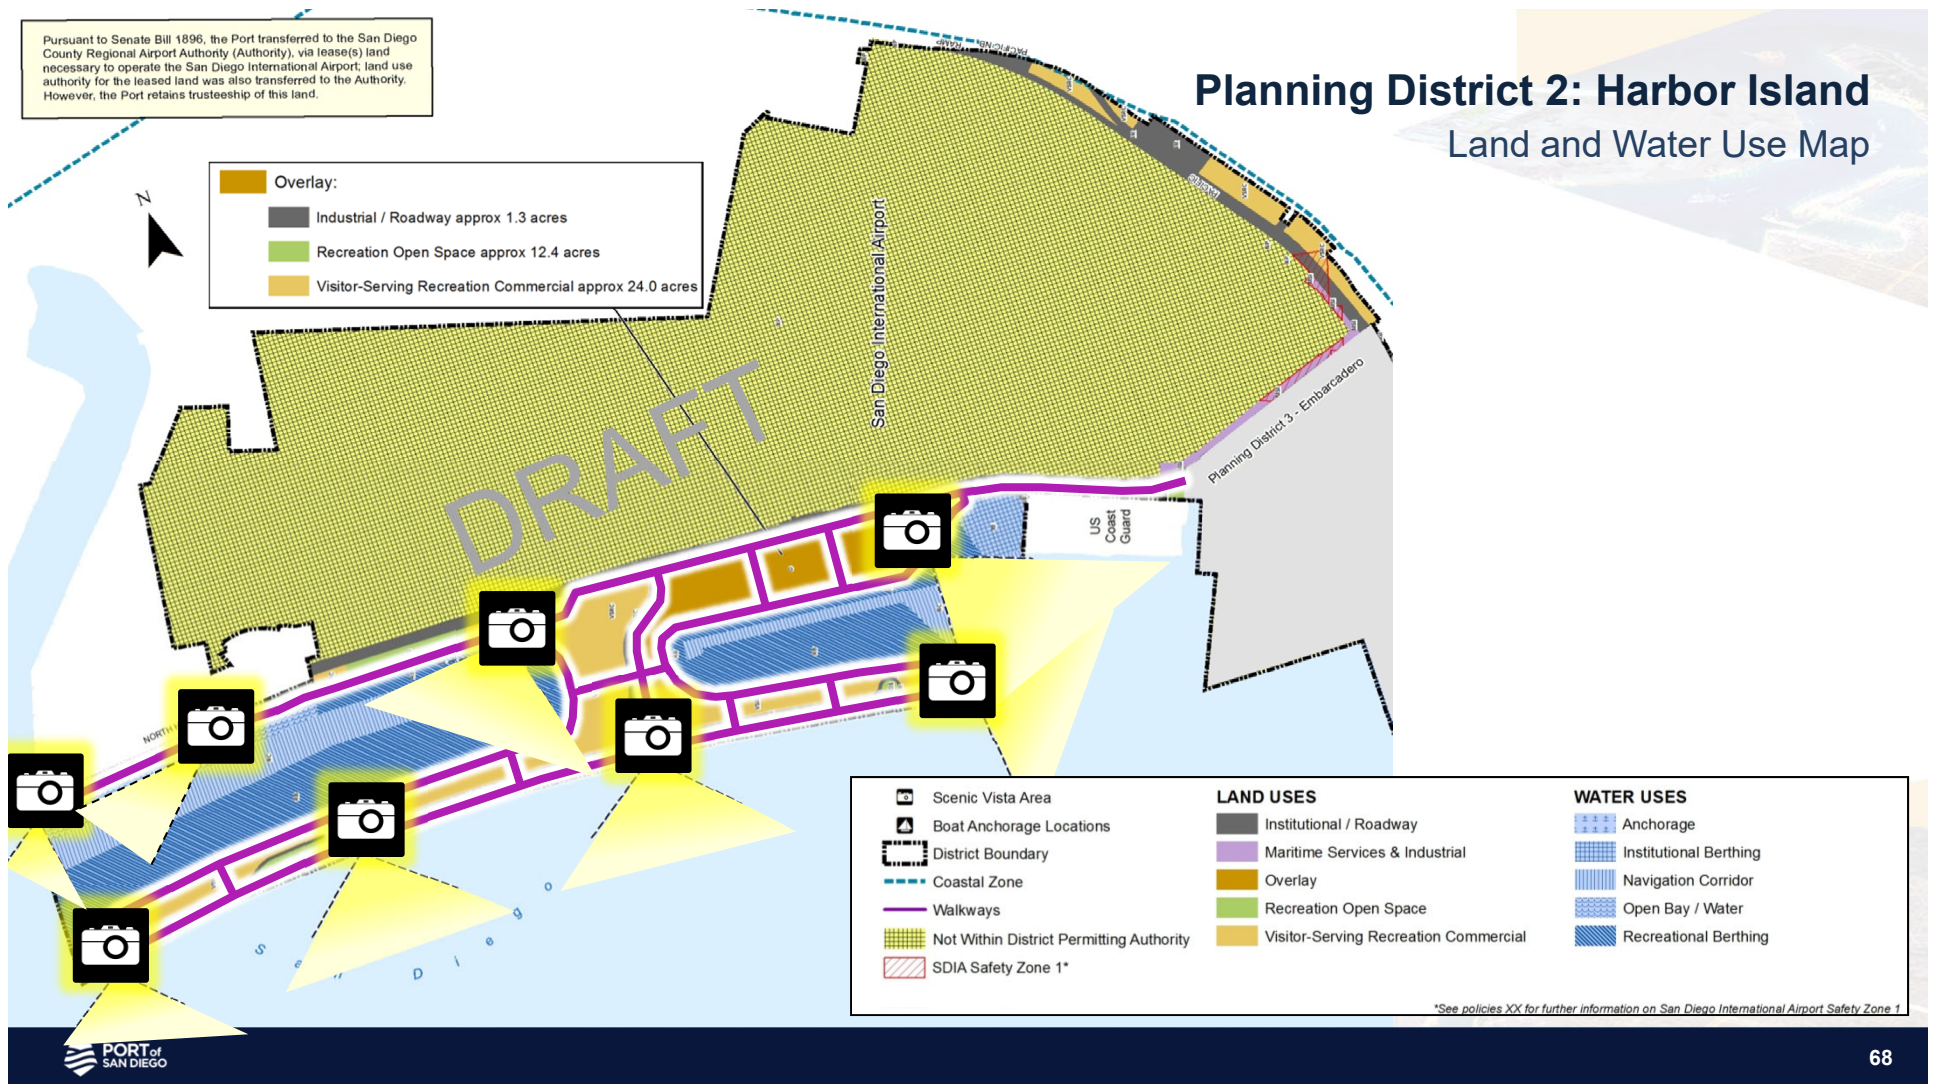 Pursuant to Senate Bill 1896, the Port transferred to the San Diego
County Regional Airport Authority (Authority), via lease(s) land
necessary to operate the San Diego International Airport; land use
authority for the leased land was also transferred to the Authority.
However, the Port retains trusteeship of this land.
Planning District 2: Harbor Island
Land and Water Use Map
N
Overlay:
Industrial / Roadway approx 1.3 acres
Recreation Open Space approx 12.4 acres
Visitor-Serving Recreation Commercial approx 24.0 acres
PACIFIC NB
RAMP
PACIFIC
San Diego International Airport
DRAFT
Planning District 3 - Embarcadero
US
Coast
Guard
NORTH
S
D i e g o
Scenic Vista Area
Boat Anchorage Locations
District Boundary
Coastal Zone
Walkways
Not Within District Permitting Authority
SDIA Safety Zone 1*
LAND USES
Institutional / Roadway
Maritime Services & Industrial
Overlay
Recreation Open Space
Visitor-Serving Recreation Commercial
WATER USES
Anchorage
Institutional Berthing
Navigation Corridor
Open Bay / Water
Recreational Berthing
*See policies XX for further information on San Diego International Airport Safety Zone 1
PORT of
SAN DIEGO
68